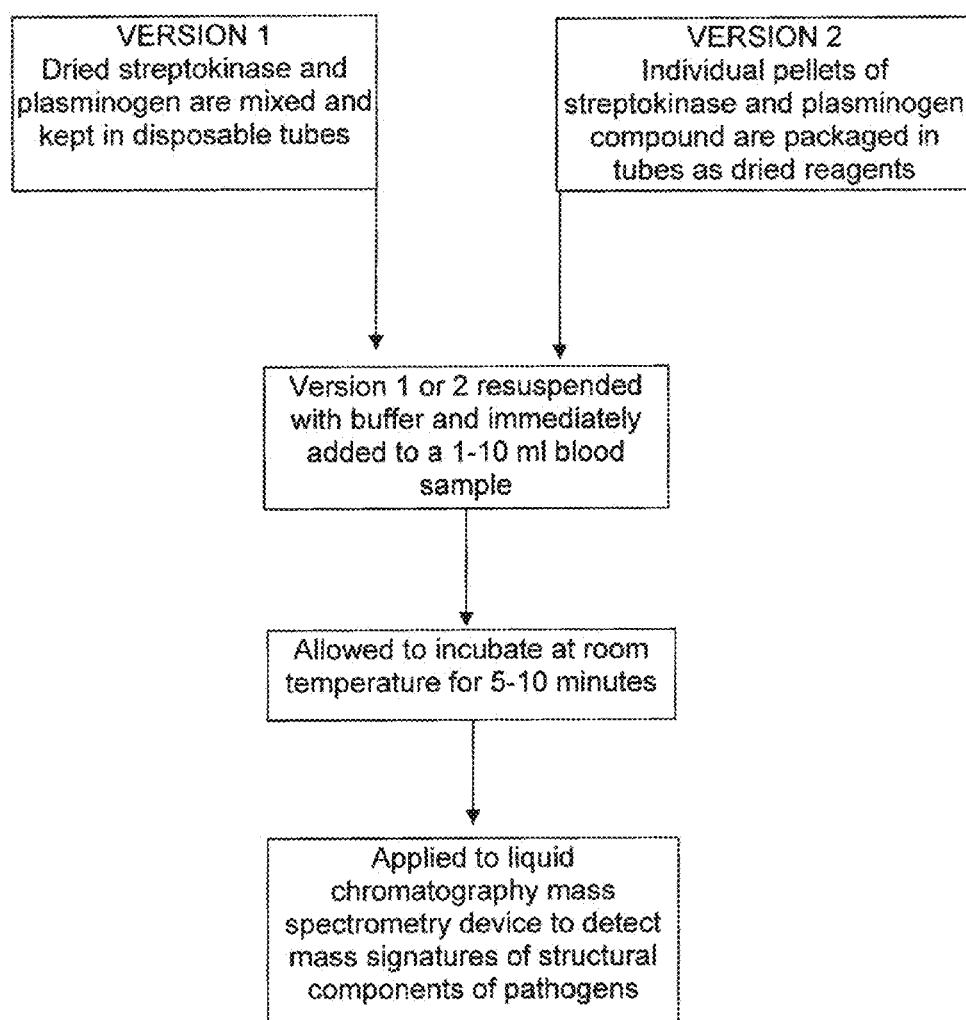 VERSION 1
Dried streptokinase and
plasminogen are mixed and
kept in disposable tubes
VERSION 2
Individual pellets of
streptokinase and plasminogen
compound are packaged in
tubes as dried reagents
Version 1 or 2 resuspended
with buffer and immediately
added to a 1-10 ml blood
sample
Allowed to incubate at room
temperature for 5-10 minutes
Applied to liquid
chromatography mass
spectrometry device to detect
mass signatures of structural
components of pathogens